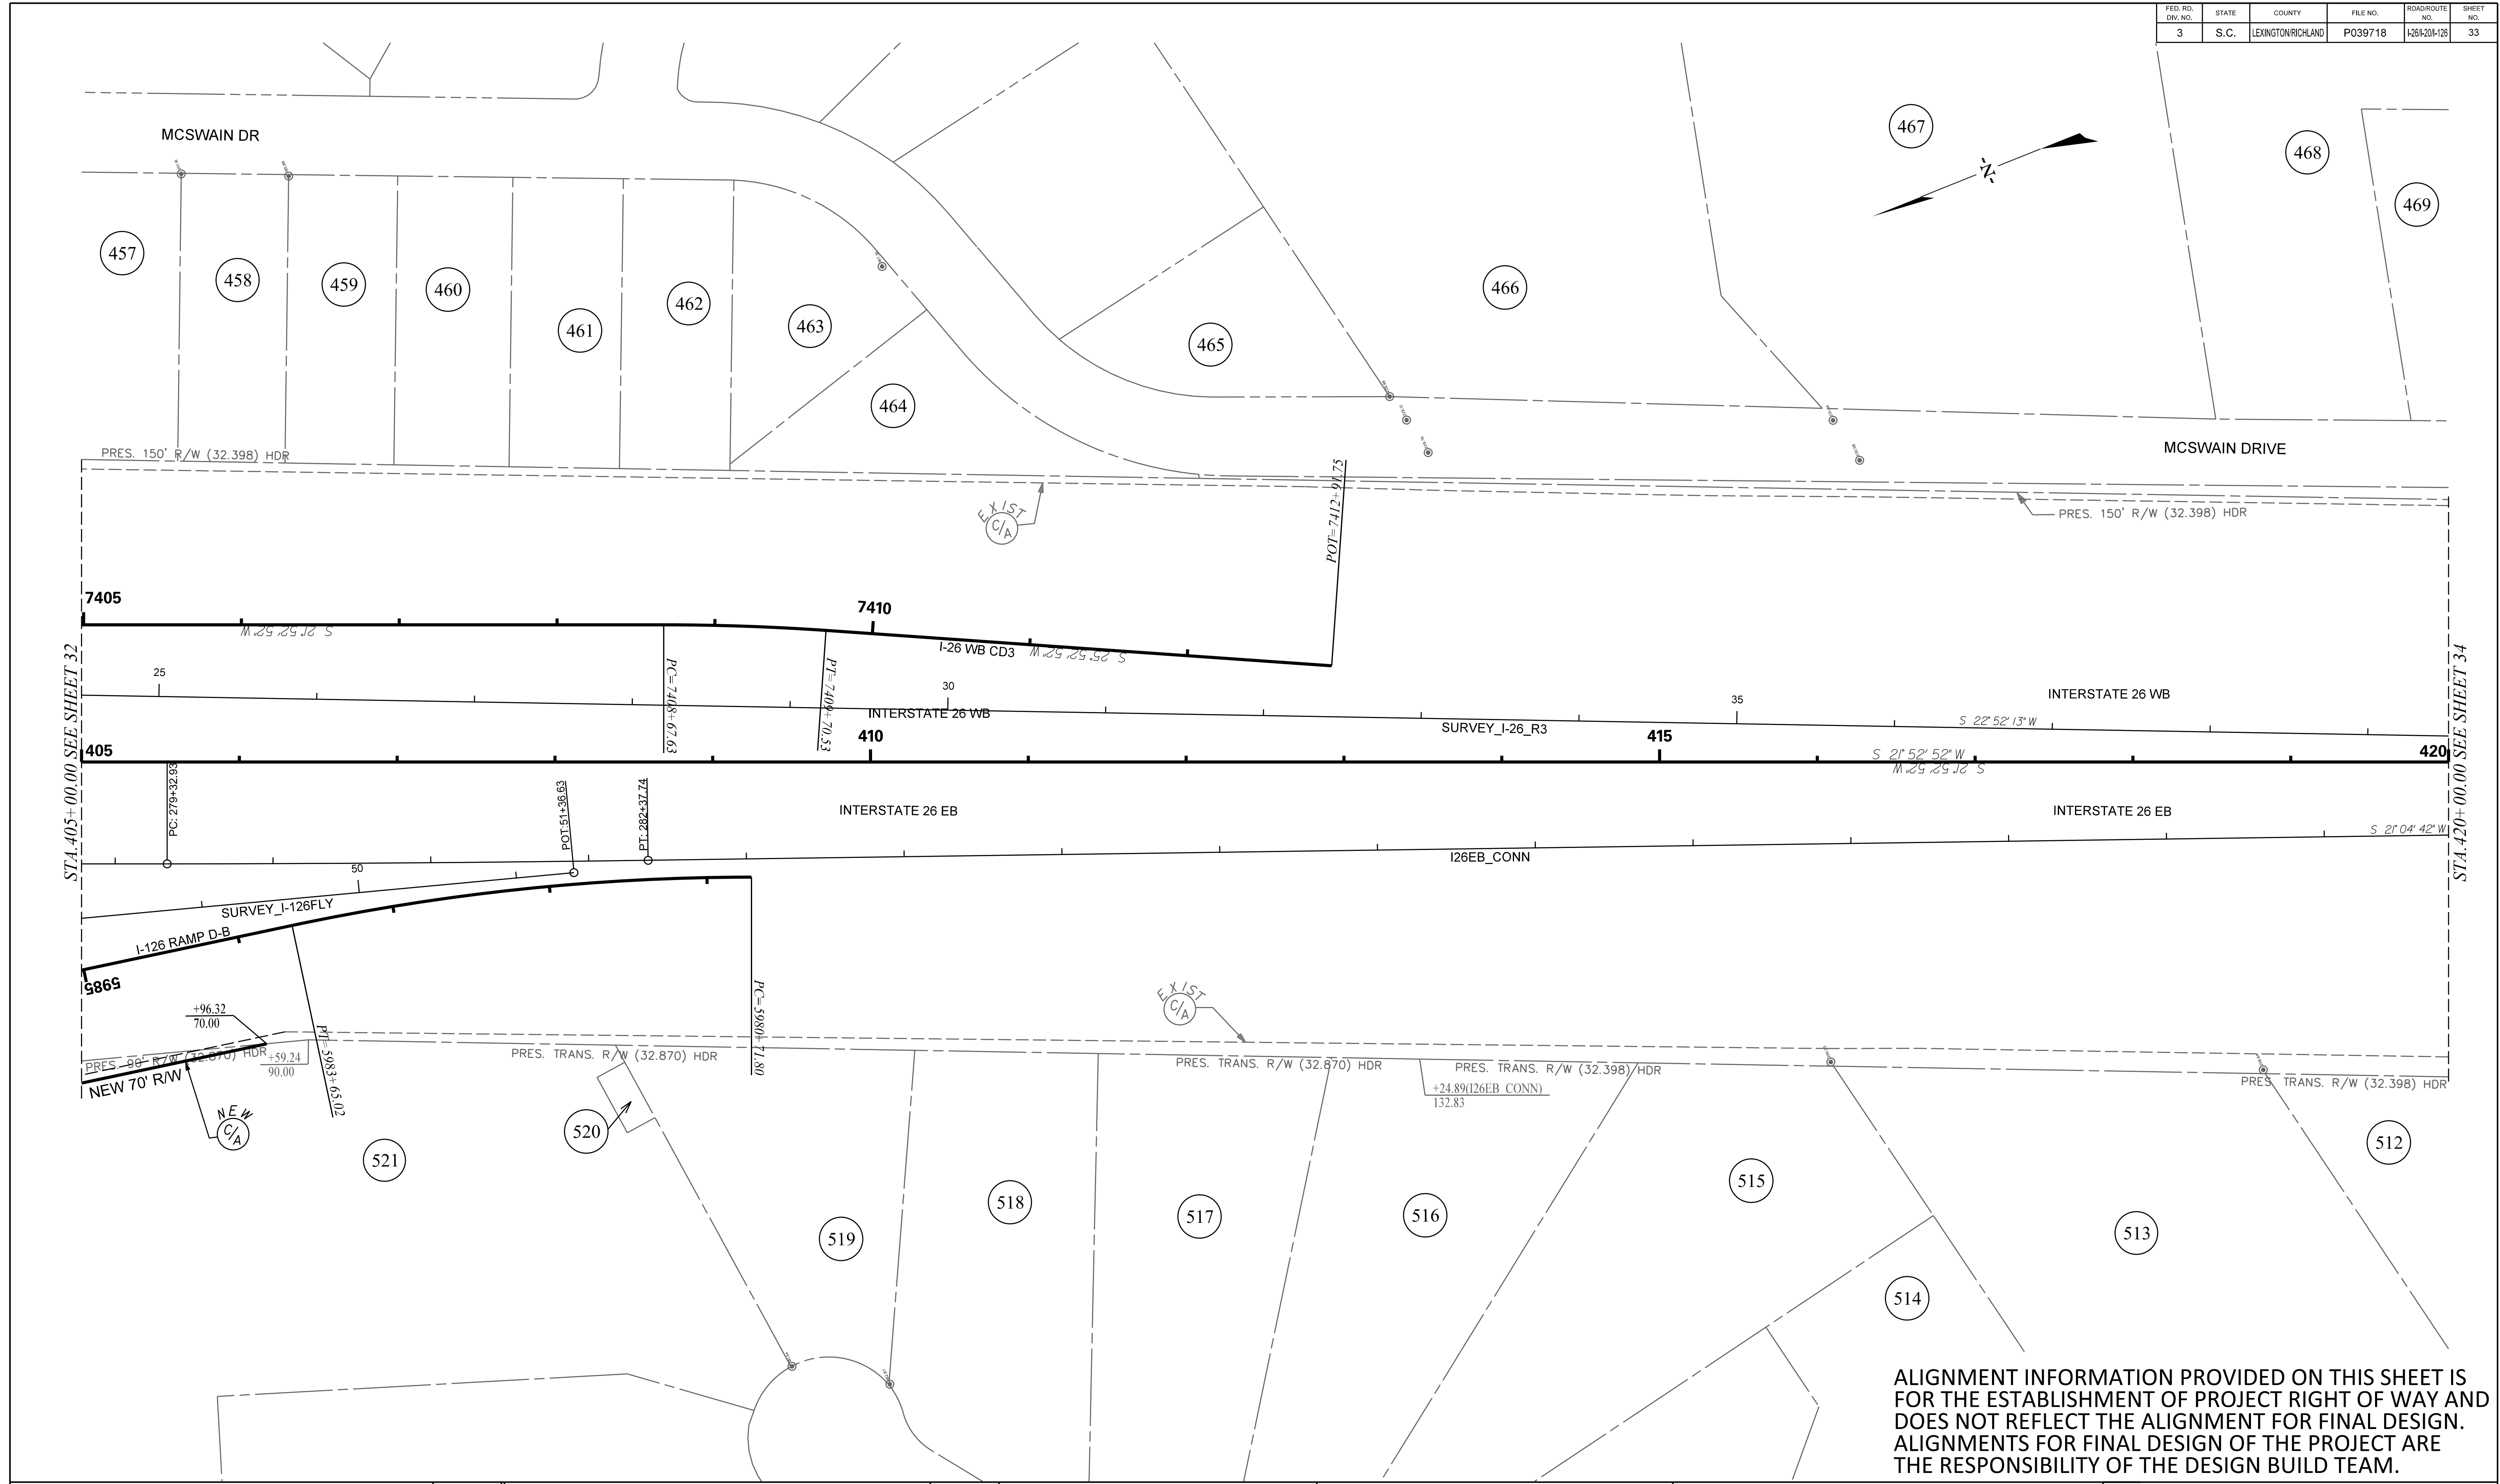 FED. RD. DIV. NO.
STATE
COUNTY
FILE NO.
ROAD/ROUTE NO.
SHEET NO.
3
S.C.
LEXINGTON/RICHLAND
P039718
I-26/I-20/I-126
33
MCSWAIN DR
467
468
469
-N-
457
458
459
460
461
462
463
464
465
466
PRES. 150' R/W (32.398) HDR
MCSWAIN DRIVE
EXIST
C/A
PRES. 150' R/W (32.398) HDR
POT=7412+91.75
7405
7410
S 21° 52' 52" W
I-26 WB CD3
S 25° 52' 52" W
STA.405+00.00 SEE SHEET 32
STA.420+00.00 SEE SHEET 34
PC=7408+67.63
PT=7409+70.53
25
30
35
INTERSTATE 26 WB
INTERSTATE 26 WB
SURVEY_I-26_R3
S 22° 52' 13" W
405
410
415
420
S 21° 52' 52" W
S 21° 52' 52" W
PC: 279+32.93
POT:51+36.63
PT: 282+37.74
INTERSTATE 26 EB
INTERSTATE 26 EB
S 21° 04' 42" W
I26EB_CONN
50
SURVEY_I-126FLY
I-126 RAMP D-B
5985
+96.32
70.00
PT= 5983+65.02
PC= 5980+71.80
EXIST
C/A
PRES. 90' R/W (32.870) HDR
+59.24
90.00
NEW 70' R/W
NEW
C/A
PRES. TRANS. R/W (32.870) HDR
PRES. TRANS. R/W (32.870) HDR
PRES. TRANS. R/W (32.398) HDR
PRES. TRANS. R/W (32.398) HDR
+24.89(I26EB_CONN)
132.83
521
520
519
518
517
516
515
514
513
512
ALIGNMENT INFORMATION PROVIDED ON THIS SHEET IS
FOR THE ESTABLISHMENT OF PROJECT RIGHT OF WAY AND
DOES NOT REFLECT THE ALIGNMENT FOR FINAL DESIGN.
ALIGNMENTS FOR FINAL DESIGN OF THE PROJECT ARE
THE RESPONSIBILITY OF THE DESIGN BUILD TEAM.